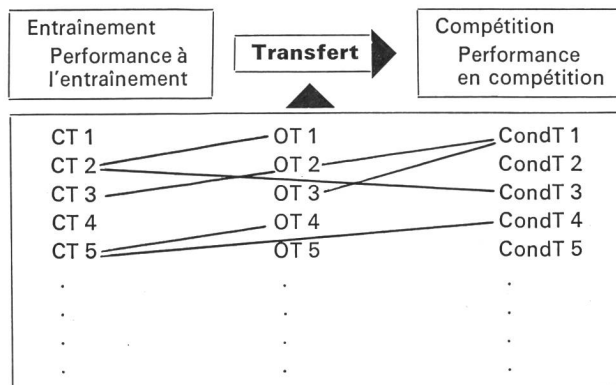 Entraînement
Performance à
l'entraînement
Transfert
Compétition
Performance
en compétition
CT 1 OT 1 CondT 1
CT 2 OT 2 CondT 2
CT 3 OT 3 CondT 3
CT 4 OT 4 CondT 4
CT 5 OT 5 CondT 5
. . .
. . .
. . .
. . .